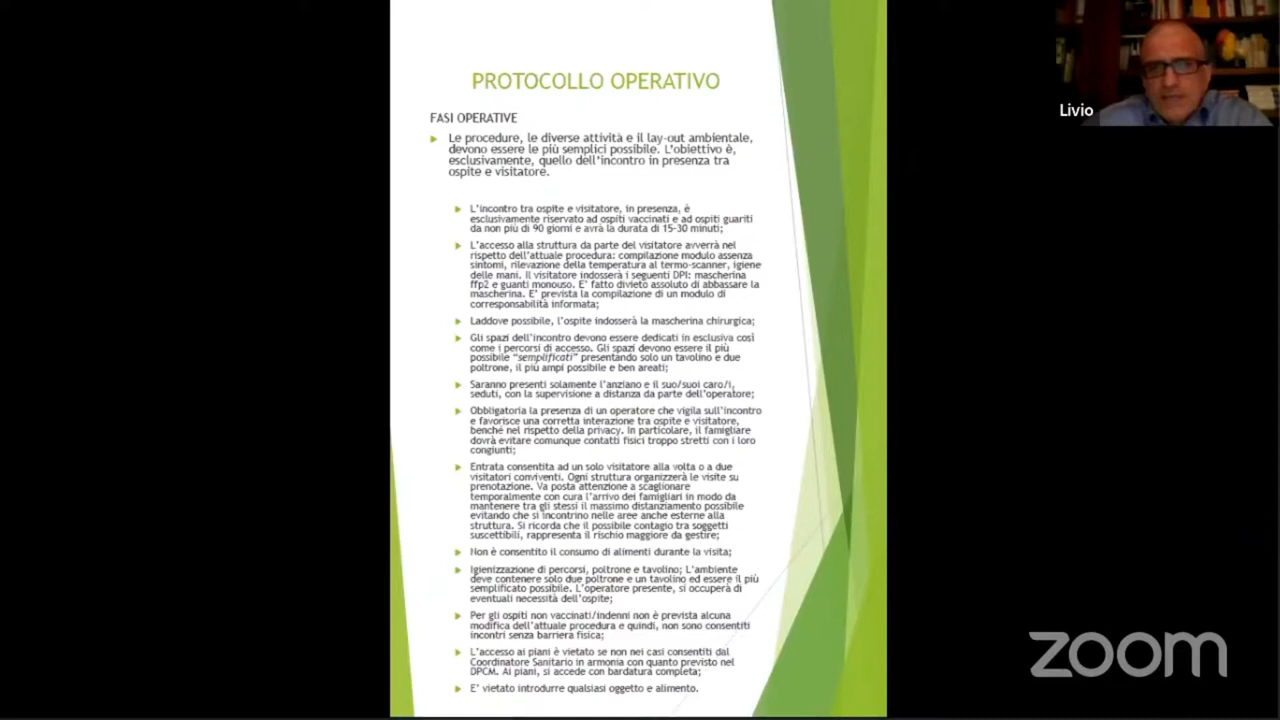 PROTOCOLLO OPERATIVO
FASI OPERATIVE
Le procedure, le diverse attività e il lay-out ambientale,
devono essere le più semplici possibile. L'obiettivo è,
esclusivamente, quello dell'incontro in presenza tra
ospite e visitatore.
L'incontro tra ospite e visitatore, in presenza, è
esclusivamente riservato ad ospiti vaccinati e ad ospiti guariti
da non più di 90 giorni e avrà la durata di 15-30 minuti;
L'accesso alla struttura da parte del visitatore avverrà nel
rispetto dell'attuale procedura: compilazione modulo assenza
sintomi, rilevazione della temperatura al termo-scanner, igiene
delle mani. Il visitatore indosserà i seguenti DPI: mascherina
ffp2 e guanti monouso. E' fatto divieto assoluto di abbassare la
mascherina. E' prevista la compilazione di un modulo di
corresponsabilità informata;
Laddove possibile, l'ospite indosserà la mascherina chirurgica;
Gli spazi dell'incontro devono essere dedicati in esclusiva così
come i percorsi di accesso. Gli spazi devono essere il più
possibile "semplificati" presentando solo un tavolino e due
poltrone, il più ampi possibile e ben areati;
Saranno presenti solamente l'anziano e il suo/suoi caro/i,
seduti, con la supervisione a distanza da parte dell'operatore;
Obbligatoria la presenza di un operatore che vigila sull'incontro
e favorisce una corretta interazione tra ospite e visitatore,
benché nel rispetto della privacy. In particolare, il famigliare
dovrà evitare comunque contatti fisici troppo stretti con i loro
congiunti;
Entrata consentita ad un solo visitatore alla volta o a due
visitatori conviventi. Ogni struttura organizzerà le visite su
prenotazione. Va posta attenzione a scaglionare
temporalmente con cura l'arrivo dei famigliari in modo da
mantenere tra gli stessi il massimo distanziamento possibile
evitando che si incontrino nelle aree anche esterne alla
struttura. Si ricorda che il possibile contagio tra soggetti
suscettibili, rappresenta il rischio maggiore da gestire;
Non è consentito il consumo di alimenti durante la visita;
Igienizzazione di percorsi, poltrone e tavolino; L'ambiente
deve contenere solo due poltrone e un tavolino ed essere il più
semplificato possibile. L'operatore presente, si occuperà di
eventuali necessità dell'ospite;
Per gli ospiti non vaccinati/indenni non è prevista alcuna
modifica dell'attuale procedura e quindi, non sono consentiti
incontri senza barriera fisica;
L'accesso ai piani è vietato se non nei casi consentiti dal
Coordinatore Sanitario in armonia con quanto previsto nel
DPCM. Ai piani, si accede con bardatura completa;
E' vietato introdurre qualsiasi oggetto e alimento.
Livio
zoom